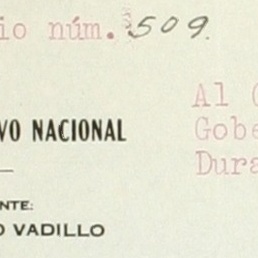 io núm. 509.
Al
Gobe
VO NACIONAL
Dura
NTE:
O VADILLO